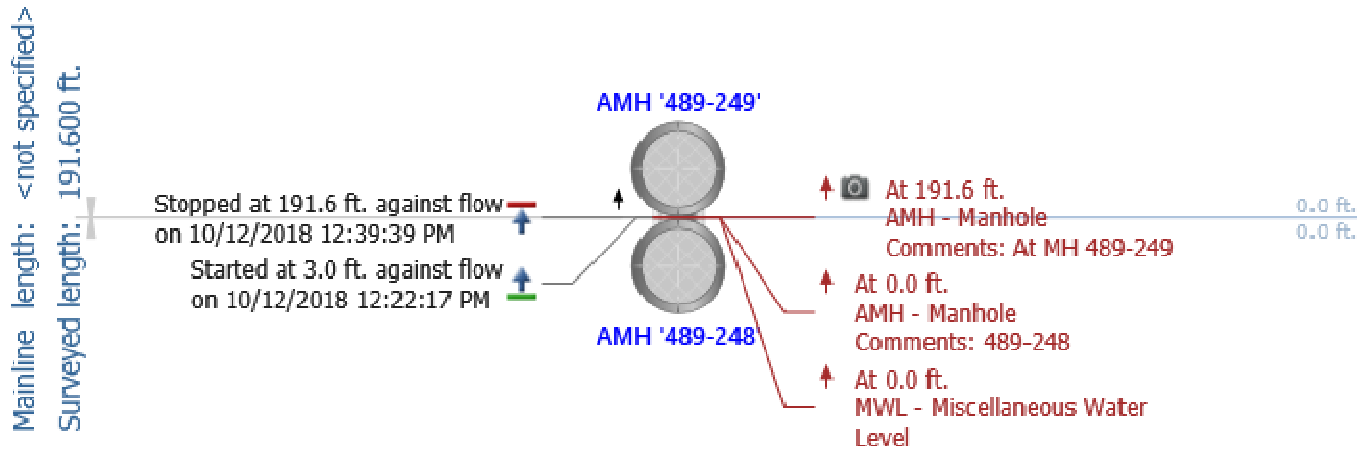 Mainline length: <not specified>
Surveyed length: 191.600 ft.
AMH '489-249'
Stopped at 191.6 ft. against flow
on 10/12/2018 12:39:39 PM
Started at 3.0 ft. against flow
on 10/12/2018 12:22:17 PM
AMH '489-248'
At 191.6 ft.
AMH - Manhole
Comments: At MH 489-249
At 0.0 ft.
AMH - Manhole
Comments: 489-248
At 0.0 ft.
MWL - Miscellaneous Water
Level
0.0 ft.
0.0 ft.